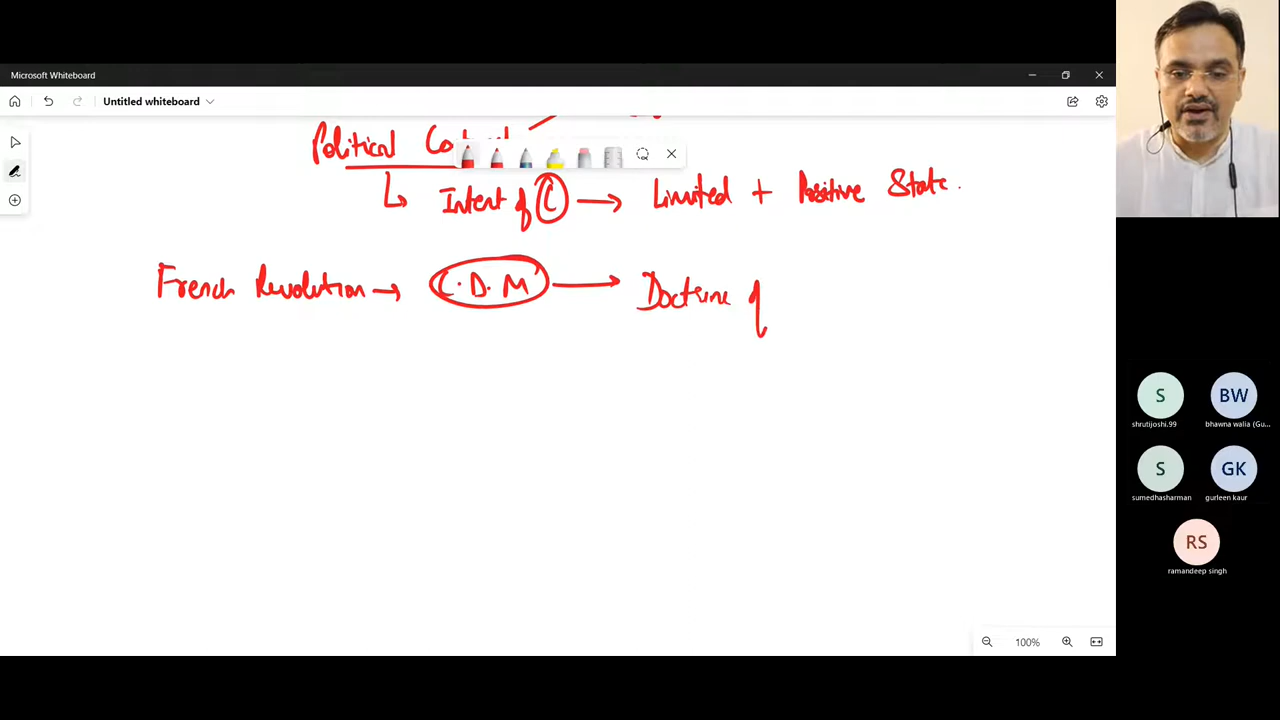 Microsoft Whiteboard
Untitled whiteboard
Political
Intent of C → Limited + Positive State.
French Revolution → C.D.M → Doctrine of
S
BW
shrutijoshi.99
bhawna walia (Gu...
S
GK
sumedhasharman
gurleen kaur
RS
ramandeep singh
100%